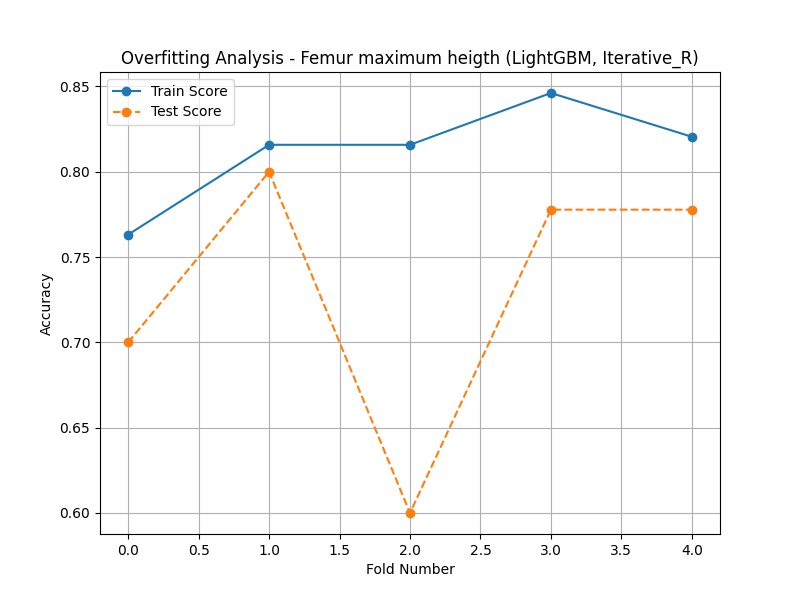 Overfitting Analysis - Femur maximum heigth (LightGBM, Iterative_R)
Train Score
Test Score
Accuracy
0.85
0.80
0.75
0.70
0.65
0.60
0.0 0.5 1.0 1.5 2.0 2.5 3.0 3.5 4.0
Fold Number